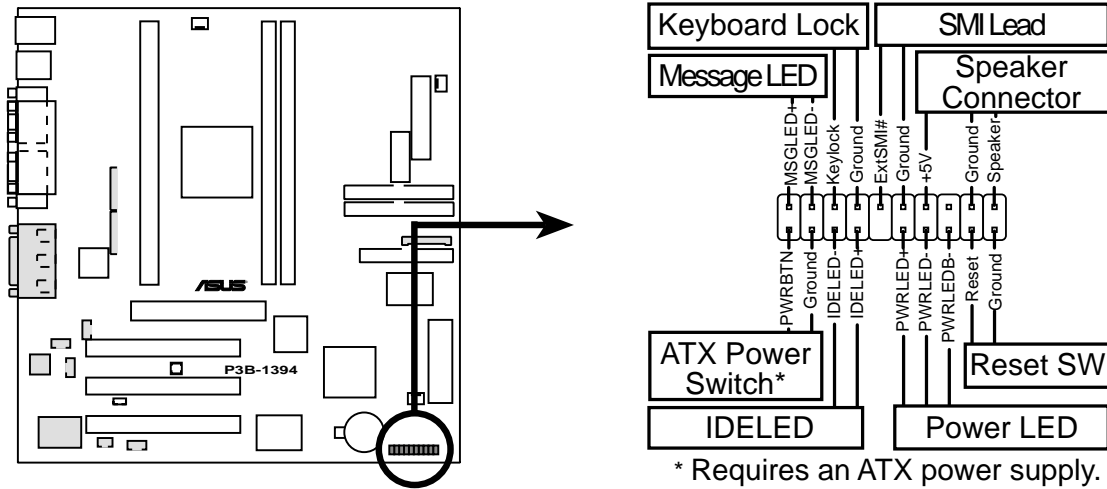 Keyboard Lock
SMI Lead
Message LED
Speaker
Connector
MSGLED+
MSGLED-
Keylock
Ground
ExtSMI#
Ground
+5V
Ground
Speaker
PWRBTN
Ground
IDELED-
IDELED+
PWRLED+
PWRLED-
PWRLEDB-
Reset
Ground
ATX Power
Switch*
Reset SW
IDELED
Power LED
* Requires an ATX power supply.
ASUS
P3B-1394